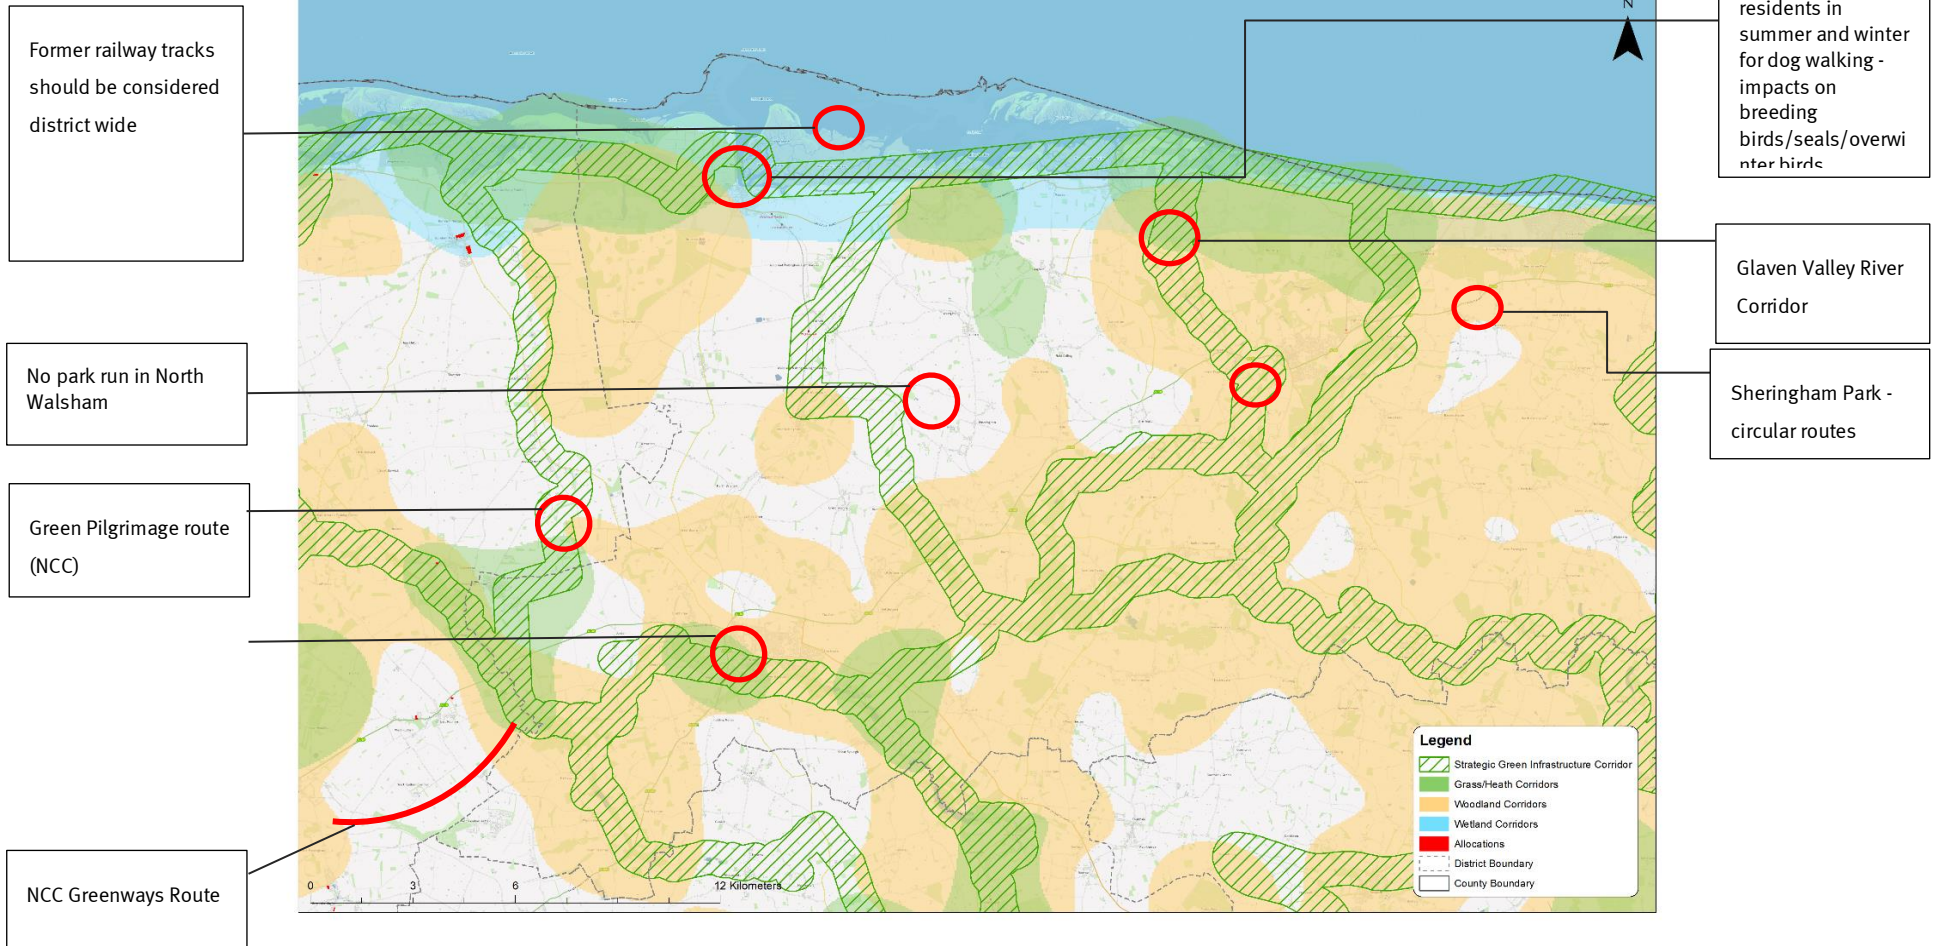 Former railway tracks
should be considered
district wide
No park run in North
Walsham
Green Pilgrimage route
(NCC)
NCC Greenways Route
N
residents in
summer and winter
for dog walking -
impacts on
breeding
birds/seals/overwi
nter birds
Glaven Valley River
Corridor
Sheringham Park -
circular routes
Legend
Strategic Green Infrastructure Corridor
Grass/Heath Corridors
Woodland Corridors
Wetland Corridors
Allocations
District Boundary
County Boundary
0 3 6 12 Kilometers